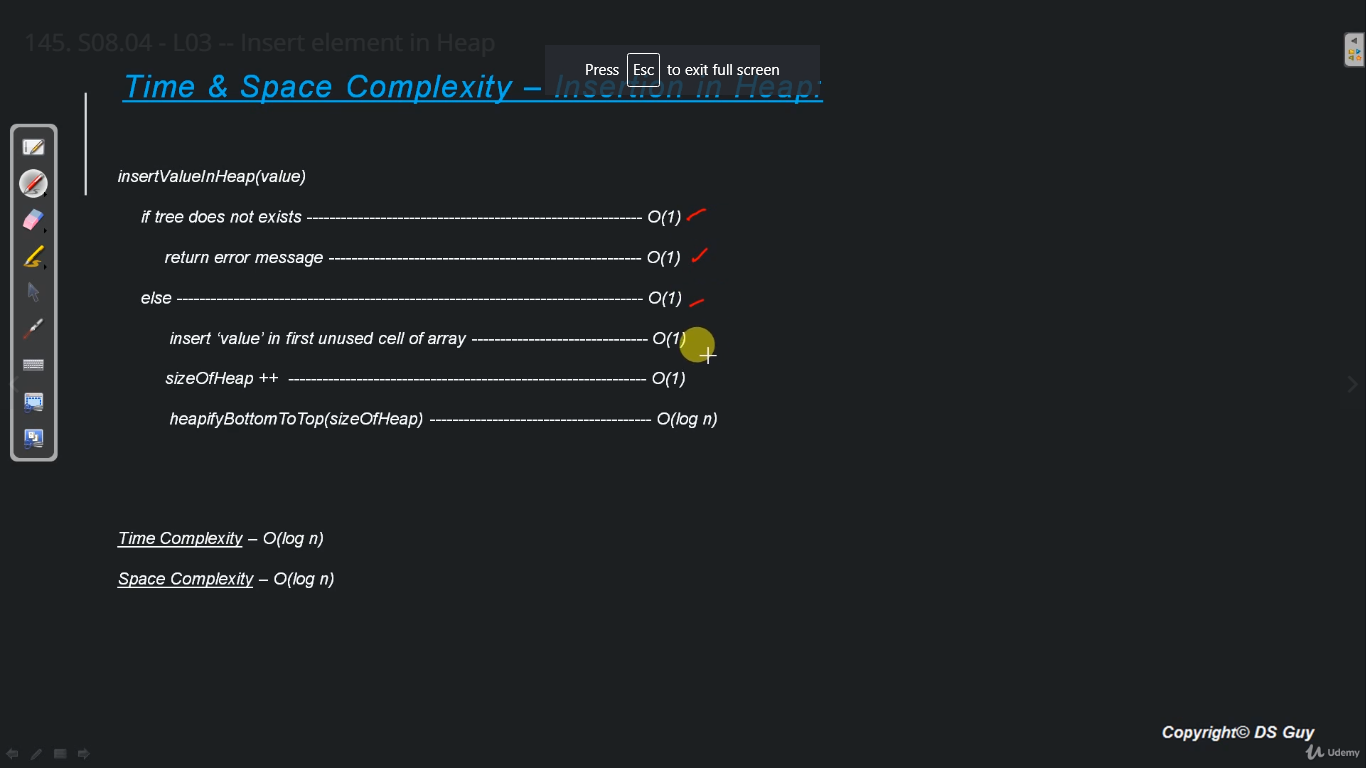 145. S08.04 - L03 -- Insert element in Heap
Press Esc to exit full screen
Time & Space Complexity – Insertion in Heap:
insertValueInHeap(value)
if tree does not exists ---------------------------------------------------------- O(1)
return error message ------------------------------------------------------ O(1)
else --------------------------------------------------------------------------------- O(1)
insert ‘value’ in first unused cell of array ------------------------------- O(1)
sizeOfHeap ++ -------------------------------------------------------------- O(1)
heapifyBottomToTop(sizeOfHeap) --------------------------------------- O(log n)
Time Complexity – O(log n)
Space Complexity – O(log n)
Copyright© DS Guy
Udemy